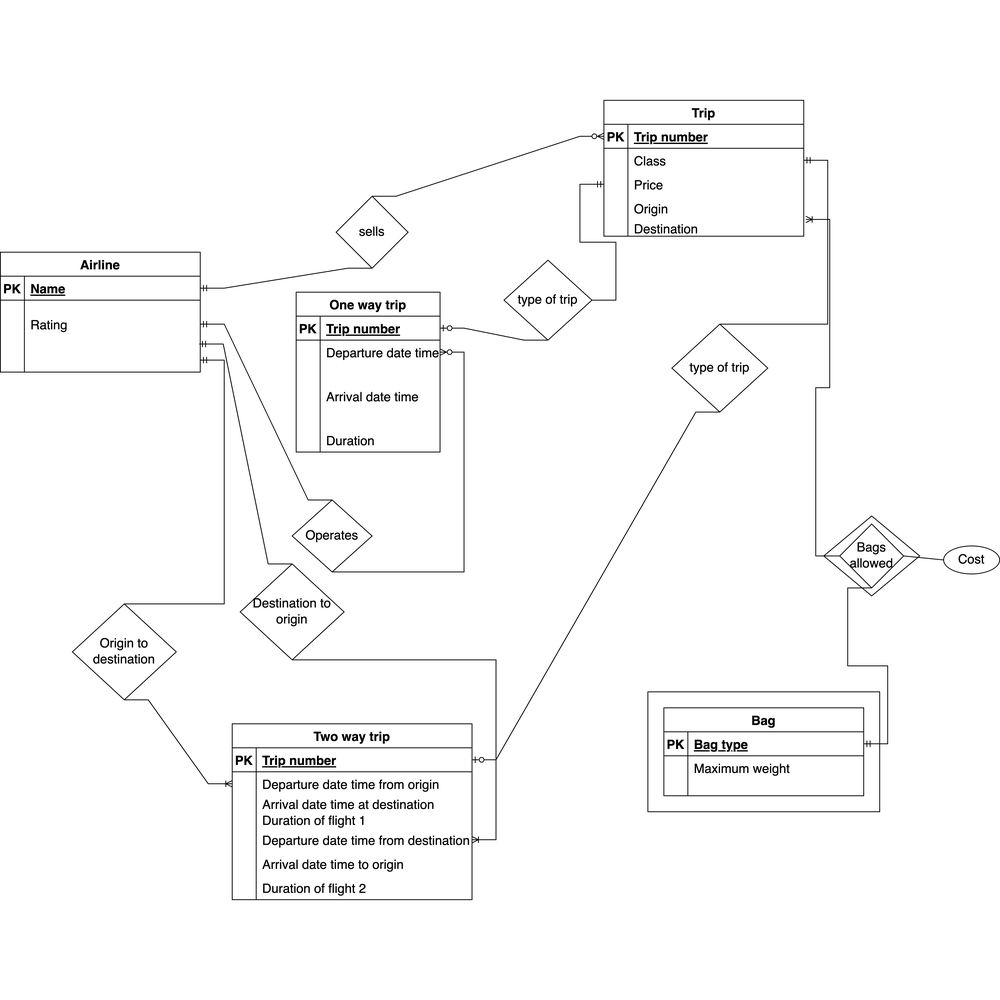 Trip
PK Trip number
Class
Price
Origin
Destination
sells
Airline
PK Name
Rating
One way trip
PK Trip number
Departure date time
Arrival date time
Duration
type of trip
type of trip
Operates
Bags
allowed
Cost
Destination to
origin
Origin to
destination
Two way trip
PK Trip number
Departure date time from origin
Arrival date time at destination
Duration of flight 1
Departure date time from destination
Arrival date time to origin
Duration of flight 2
Bag
PK Bag type
Maximum weight